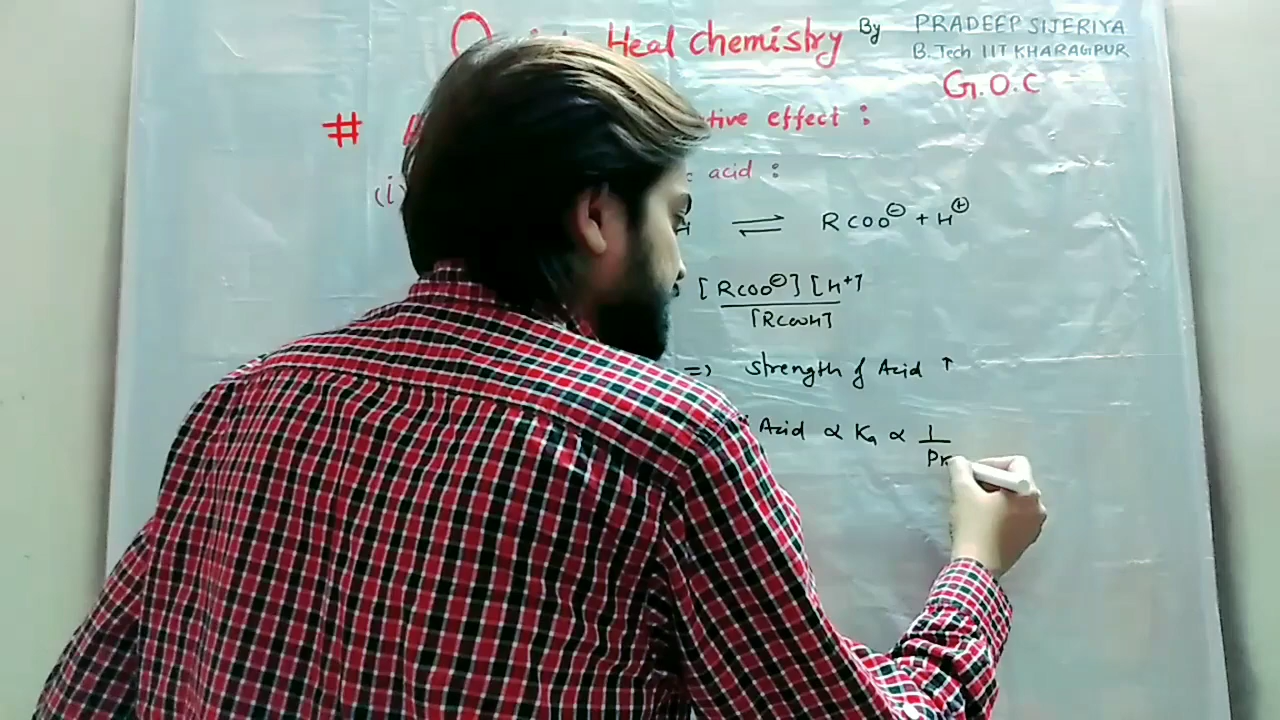 Heal chemistry By PRADEEP SIJERIYA
B.Tech IIT KHARAGPUR
G.O.C
# effect :
(i) acid :
⇌ RCOO⊖ + H⊕
[RCOO⊖] [H+]
[RCOOH]
=> Strength of Acid ↑
Acid ∝ Ka ∝ 1
PK